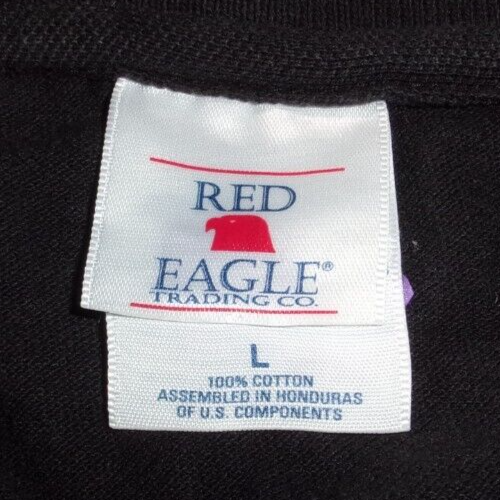 RED
EAGLE®
TRADING CO.
L
100% COTTON
ASSEMBLED IN HONDURAS
OF U.S. COMPONENTS